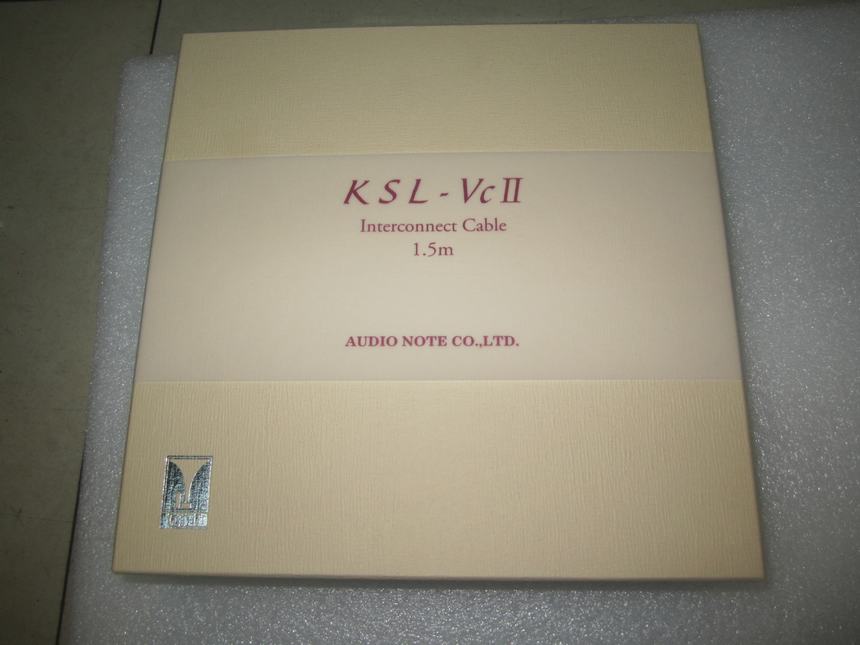 KSL-VcⅡ
Interconnect Cable
1.5m
AUDIO NOTE CO.,LTD.